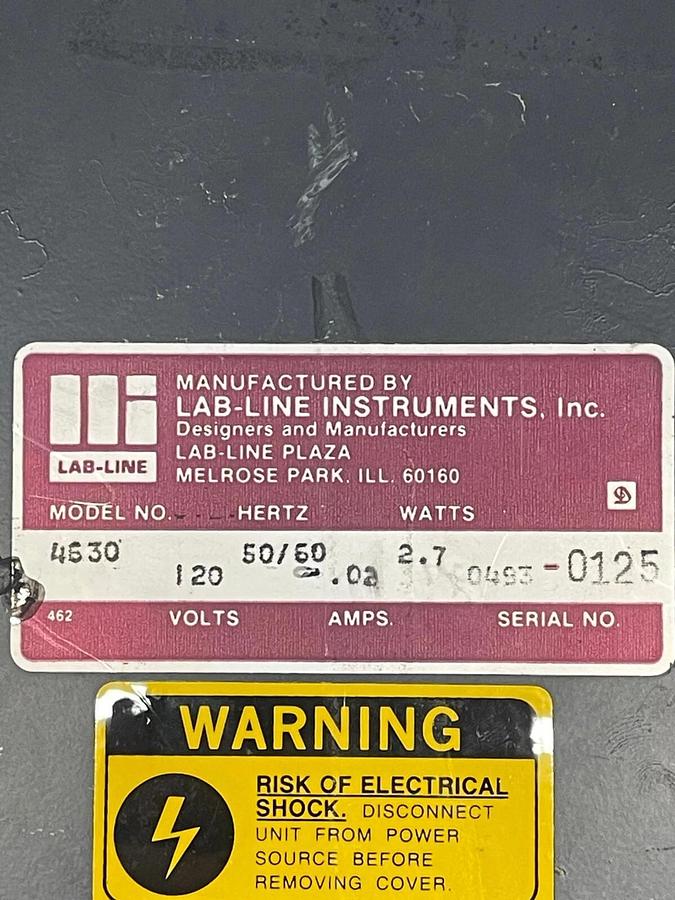 MANUFACTURED BY
LAB-LINE INSTRUMENTS, Inc.
Designers and Manufacturers
LAB-LINE PLAZA
MELROSE PARK, ILL. 60160
LAB-LINE
MODEL NO. HERTZ WATTS
4630 50/60 2.7
120 .02 0493-0125
462 VOLTS AMPS. SERIAL NO.
WARNING
RISK OF ELECTRICAL
SHOCK. DISCONNECT
UNIT FROM POWER
SOURCE BEFORE
REMOVING COVER.